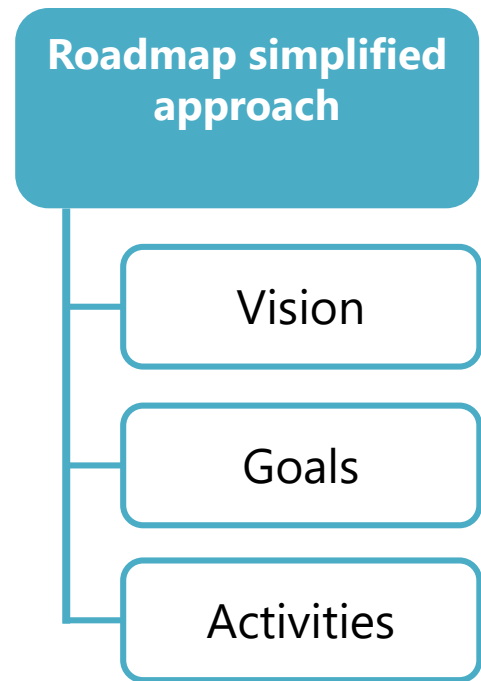 Roadmap simplified
approach
Vision
Goals
Activities